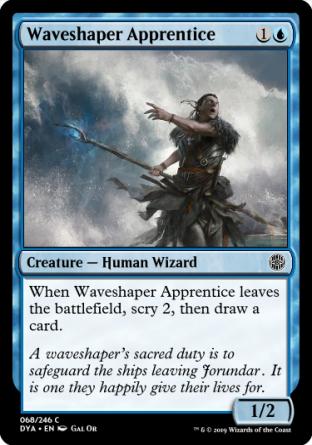 Waveshaper Apprentice 1
Creature — Human Wizard
When Waveshaper Apprentice leaves
the battlefield, scry 2, then draw a
card.
A waveshaper's sacred duty is to
safeguard the ships leaving Jorundar. It
is one they happily give their lives for.
1/2
068/246 C
DYA • EN Gal Or
™ & © 2019 Wizards of the Coast